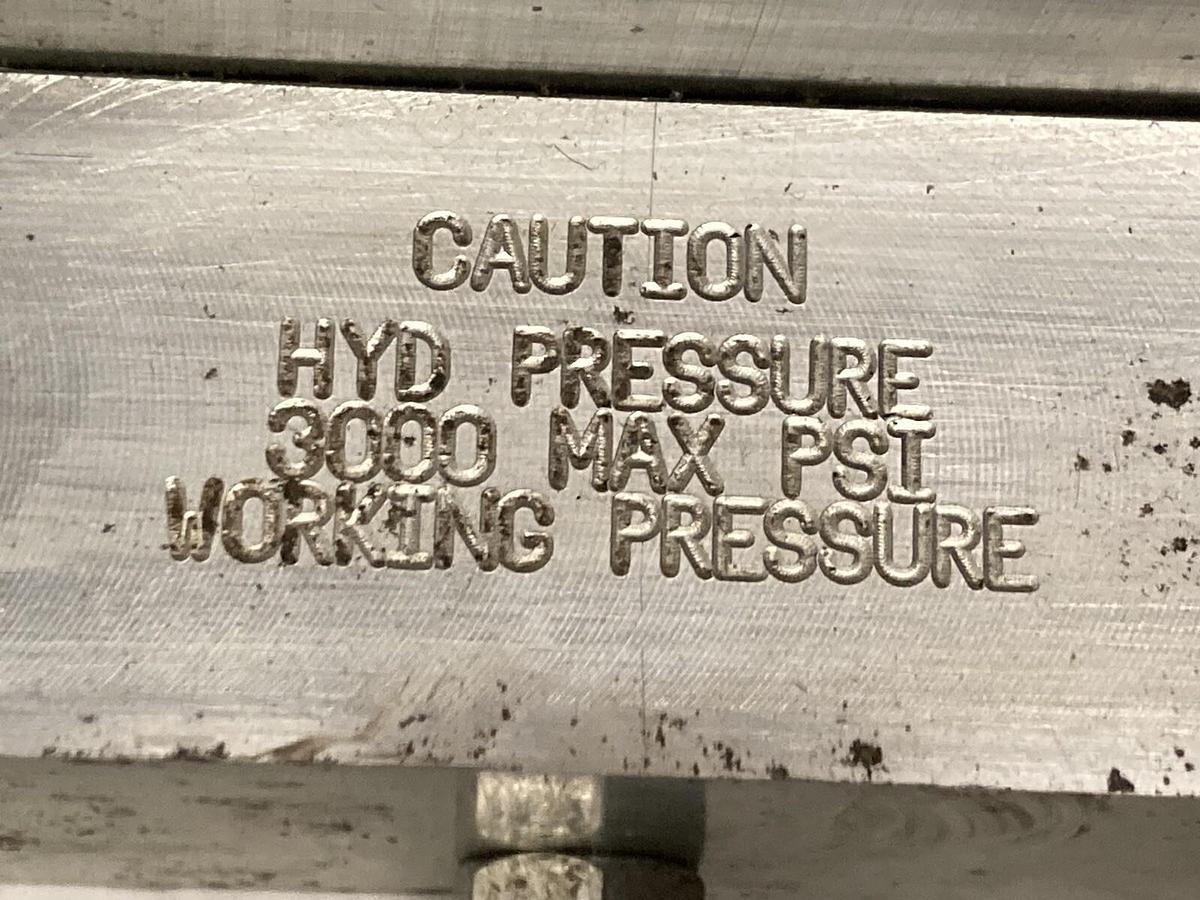 CAUTION
HYD PRESSURE
3000 MAX PSI
WORKING PRESSURE